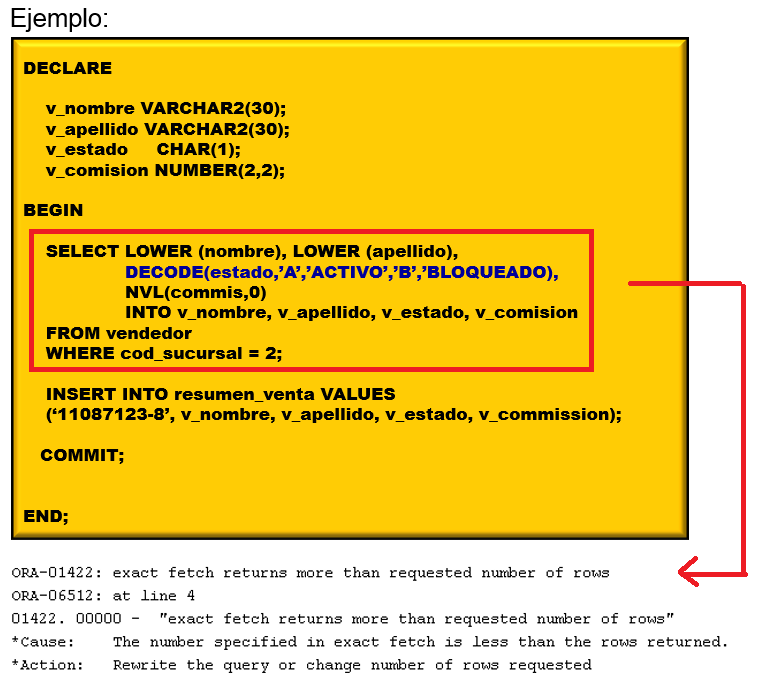 Ejemplo:
DECLARE
v_nombre VARCHAR2(30);
v_apellido VARCHAR2(30);
v_estado CHAR(1);
v_comision NUMBER(2,2);
BEGIN
SELECT LOWER (nombre), LOWER (apellido),
DECODE(estado,’A’,’ACTIVO’,’B’,’BLOQUEADO),
NVL(commis,0)
INTO v_nombre, v_apellido, v_estado, v_comision
FROM vendedor
WHERE cod_sucursal = 2;
INSERT INTO resumen_venta VALUES
(‘11087123-8’, v_nombre, v_apellido, v_estado, v_commission);
COMMIT;
END;
ORA-01422: exact fetch returns more than requested number of rows
ORA-06512: at line 4
01422. 00000 - "exact fetch returns more than requested number of rows"
*Cause: The number specified in exact fetch is less than the rows returned.
*Action: Rewrite the query or change number of rows requested